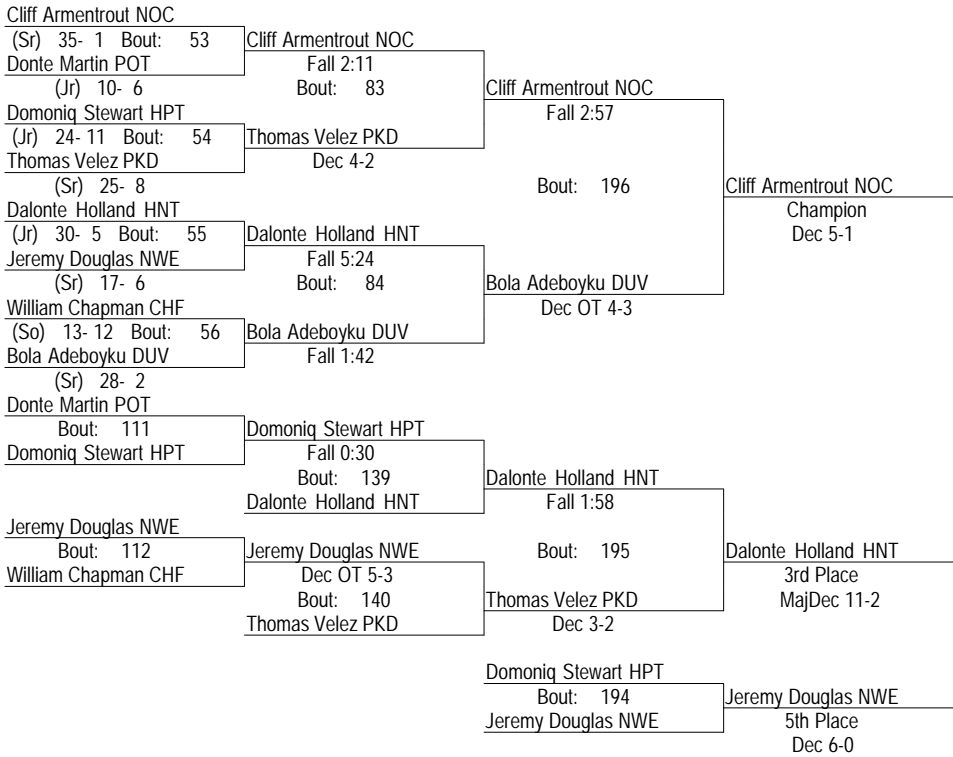 Cliff Armentrout NOC
(Sr) 35- 1 Bout: 53
Donte Martin POT
(Jr) 10- 6
Domoniq Stewart HPT
(Jr) 24- 11 Bout: 54
Thomas Velez PKD
(Sr) 25- 8
Dalonte Holland HNT
(Jr) 30- 5 Bout: 55
Jeremy Douglas NWE
(Sr) 17- 6
William Chapman CHF
(So) 13- 12 Bout: 56
Bola Adeboyku DUV
(Sr) 28- 2
Cliff Armentrout NOC
Fall 2:11
Bout: 83
Thomas Velez PKD
Dec 4-2
Dalonte Holland HNT
Fall 5:24
Bout: 84
Bola Adeboyku DUV
Fall 1:42
Cliff Armentrout NOC
Fall 2:57
Bout: 196
Bola Adeboyku DUV
Dec OT 4-3
Cliff Armentrout NOC
Champion
Dec 5-1
Donte Martin POT
Bout: 111
Domoniq Stewart HPT
Jeremy Douglas NWE
Bout: 112
William Chapman CHF
Domoniq Stewart HPT
Fall 0:30
Bout: 139
Dalonte Holland HNT
Jeremy Douglas NWE
Dec OT 5-3
Bout: 140
Thomas Velez PKD
Dalonte Holland HNT
Fall 1:58
Bout: 195
Thomas Velez PKD
Dec 3-2
Dalonte Holland HNT
3rd Place
MajDec 11-2
Domoniq Stewart HPT
Bout: 194
Jeremy Douglas NWE
Jeremy Douglas NWE
5th Place
Dec 6-0